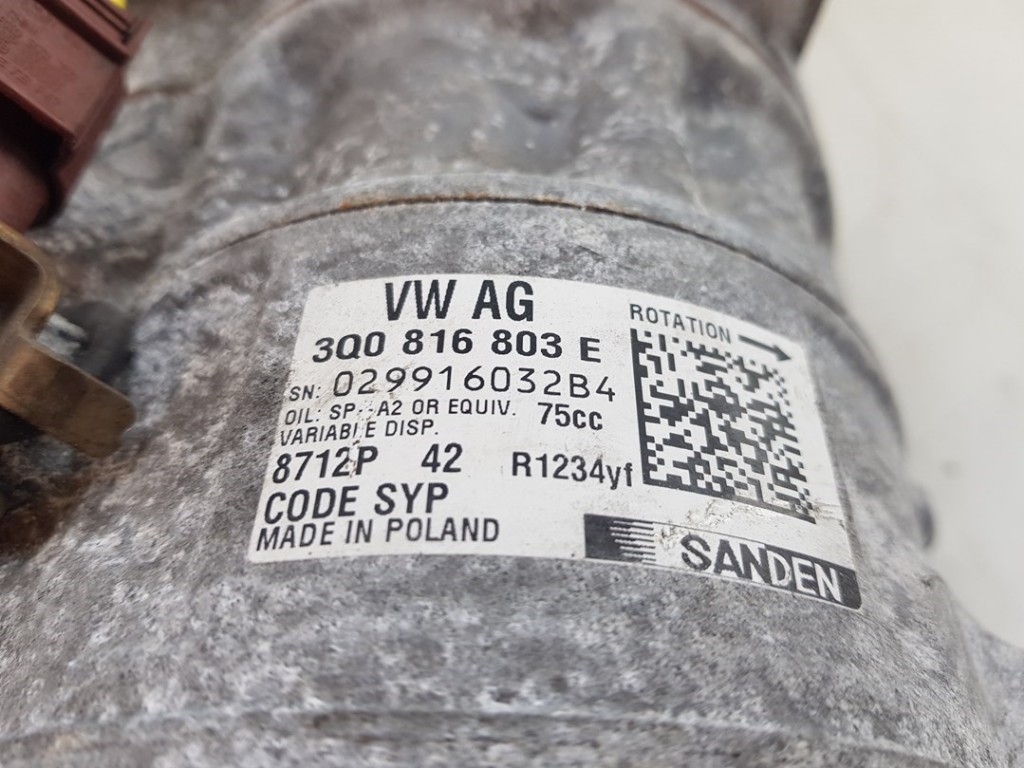 VW AG
ROTATION
3Q0 816 803 E
SN: 029916032B4
OIL: SP-A2 OR EQUIV. 75cc
VARIABLE DISP.
8712P 42 R1234yf
CODE SYP
MADE IN POLAND
SANDEN